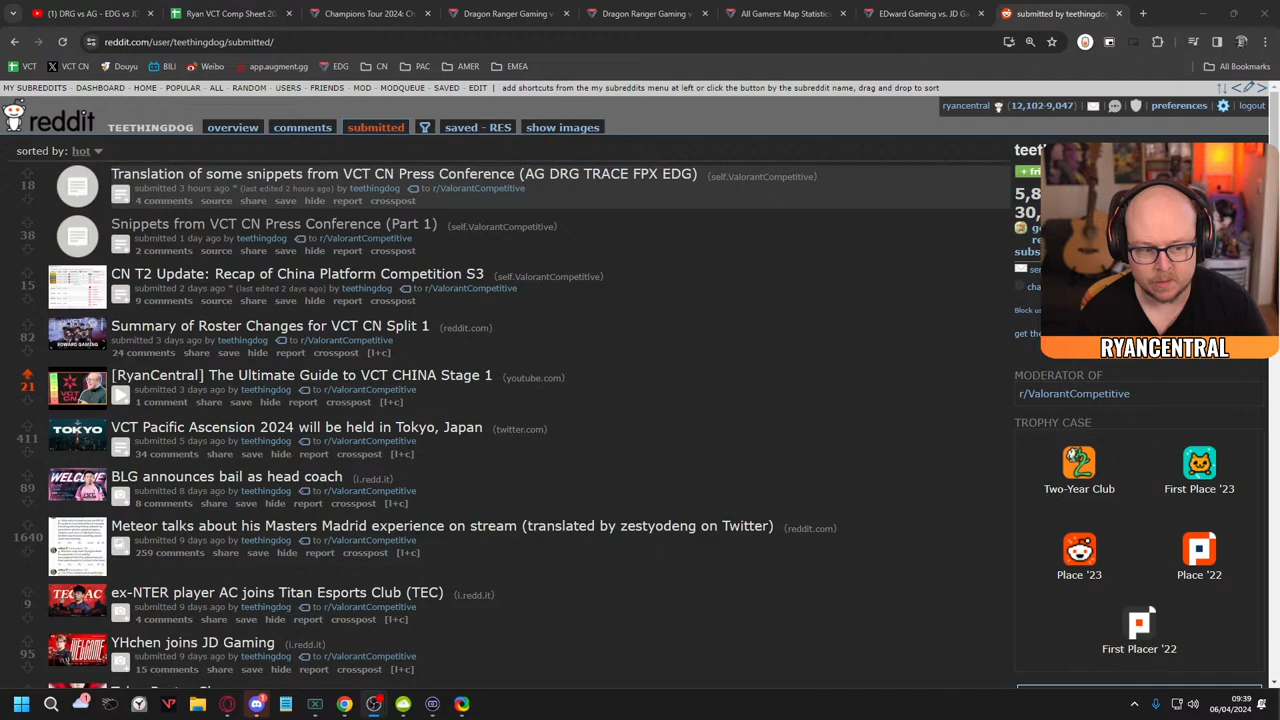 (1) DRG vs AG - EDG vs JD
Ryan VCT Comp Sheet 20
Champions Tour 2024: Ch
Dragon Ranger Gaming v
Dragon Ranger Gaming v
All Gamers: Map Statistics
EDward Gaming vs. JD Ga
submitted by teethingdog
reddit.com/user/teethingdog/submitted/
VCT
VCT CN
Douyu
BILI
Weibo
app.augment.gg
EDG
CN
PAC
AMER
EMEA
All Bookmarks
MY SUBREDDITS - DASHBOARD - HOME - POPULAR - ALL - RANDOM - USERS - FRIENDS - MOD - MODQUEUE - SAVED - EDIT | add shortcuts from the my subreddits menu at left or click the button by the subreddit name, drag and drop to sort
ryancentral (12,102·9,047) | preferences | logout
reddit TEETHINGDOG overview comments submitted saved - RES show images
sorted by: hot
18
Translation of some snippets from VCT CN Press Conference (AG DRG TRACE FPX EDG) (self.ValorantCompetitive)
submitted 3 hours ago * (last edited 2 hours ago) by teethingdog to r/ValorantCompetitive
4 comments source share save hide report crosspost
38
Snippets from VCT CN Press Conference (Part 1) (self.ValorantCompetitive)
submitted 1 day ago by teethingdog to r/ValorantCompetitive
2 comments source share save hide report crosspost
CN T2 Update: Recap of China Evolution
submitted 2 days ago (last edited 2 days ago) by teethingdog to r/ValorantCompetitive
9 comments source share save hide report crosspost
82
Summary of Roster Changes for VCT CN Split 1 (reddit.com)
submitted 3 days ago by teethingdog to r/ValorantCompetitive
24 comments share save hide report crosspost [l+c]
21
[RyanCentral] The Ultimate Guide to VCT CHINA Stage 1 (youtube.com)
submitted 3 days ago by teethingdog to r/ValorantCompetitive
1 comment share save hide report crosspost [l+c]
411
TOKYO
VCT Pacific Ascension 2024 will be held in Tokyo, Japan (twitter.com)
submitted 5 days ago by teethingdog to r/ValorantCompetitive
34 comments share save hide report crosspost [l+c]
89
BLG announces bail as head coach (i.redd.it)
submitted 8 days ago by teethingdog to r/ValorantCompetitive
8 comments share save hide report crosspost [l+c]
Meteor talks about his Masters Madrid experience on stream (translated by zestyodeng on Twitter) (reddit.com)
submitted 9 days ago by teethingdog to r/ValorantCompetitive
hide report crosspost [l+c]
9
ex-NTER player AC joins Titan Esports Club (TEC) (i.redd.it)
submitted 9 days ago by teethingdog to r/ValorantCompetitive
4 comments share save hide report crosspost [l+c]
95
YHchen joins JD Gaming (i.redd.it)
submitted 9 days ago by teethingdog to r/ValorantCompetitive
15 comments share save hide report crosspost [l+c]
RYANCENTRAL
MODERATOR OF
r/ValorantCompetitive
TROPHY CASE
Two-Year Club
First Place '23
Place '23
Place '22
First Placer '22
09:39
06/04/2024